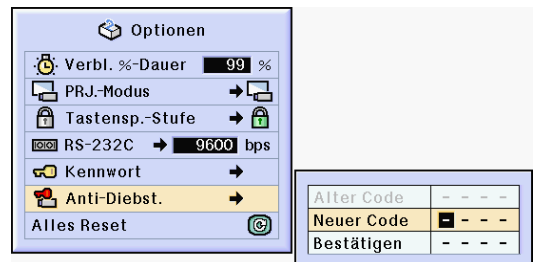 Optionen
Verbl. %-Dauer 99 %
PRJ.-Modus
Tastensp.-Stufe
RS-232C 9600 bps
Kennwort
Anti-Diebst.
Alles Reset
Alter Code - - - -
Neuer Code - - - -
Bestätigen - - - -